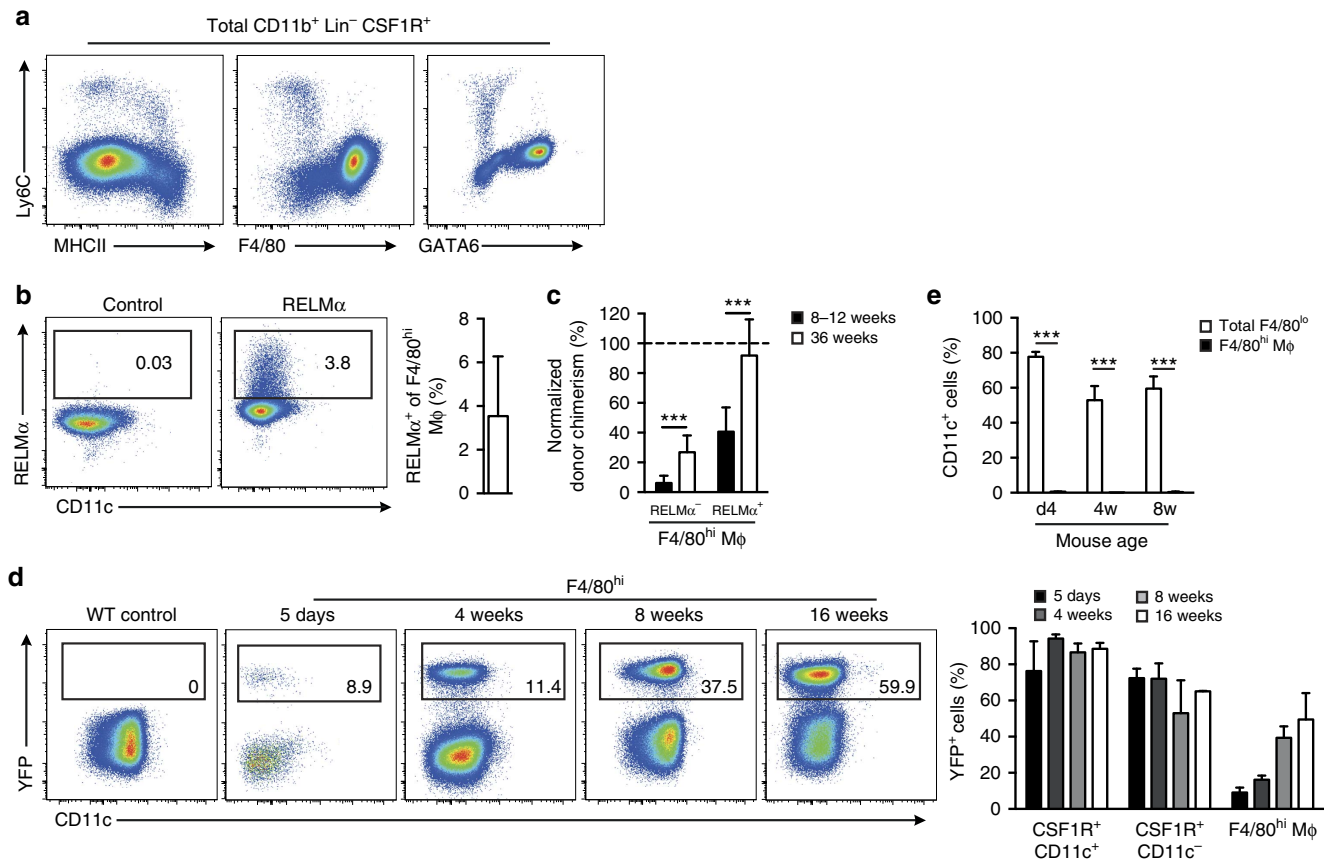 a
Total CD11b⁺ Lin⁻ CSF1R⁺
Ly6C
MHCII
F4/80
GATA6
b
Control
RELMα
0.03
3.8
RELMα
CD11c
RELMα⁺ of F4/80ʰⁱ
Mϕ (%)
8
6
4
2
0
c
Normalized
donor chimerism (%)
120
100
80
60
40
20
0
***
***
8–12 weeks
36 weeks
RELMα⁻
RELMα⁺
F4/80ʰⁱ Mϕ
e
CD11c⁺ cells (%)
100
80
60
40
20
0
***
***
***
Total F4/80ˡᵒ
F4/80ʰⁱ Mϕ
d4
4w
8w
Mouse age
d
F4/80ʰⁱ
WT control
5 days
4 weeks
8 weeks
16 weeks
0
8.9
11.4
37.5
59.9
YFP
CD11c
5 days
8 weeks
4 weeks
16 weeks
YFP⁺ cells (%)
100
80
60
40
20
0
CSF1R⁺
CD11c⁺
CSF1R⁺
CD11c⁻
F4/80ʰⁱ Mϕ